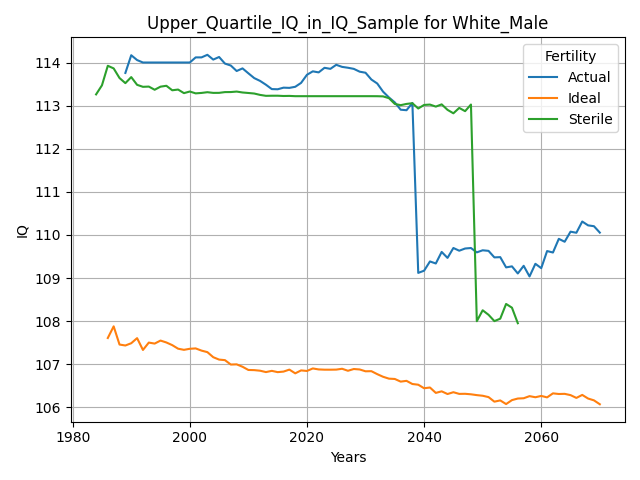 Upper_Quartile_IQ_in_IQ_Sample for White_Male
Fertility
Actual
Ideal
Sterile
IQ
114
113
112
111
110
109
108
107
106
1980 2000 2020 2040 2060
Years